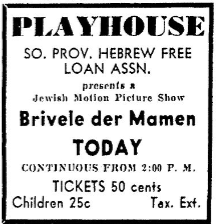 PLAYHOUSE
SO. PROV. HEBREW FREE
LOAN ASSN.
presents a
Jewish Motion Picture Show
Brivele der Mamen
TODAY
CONTINUOUS FROM 2:00 P. M.
TICKETS 50 cents
Children 25c Tax. Ext.